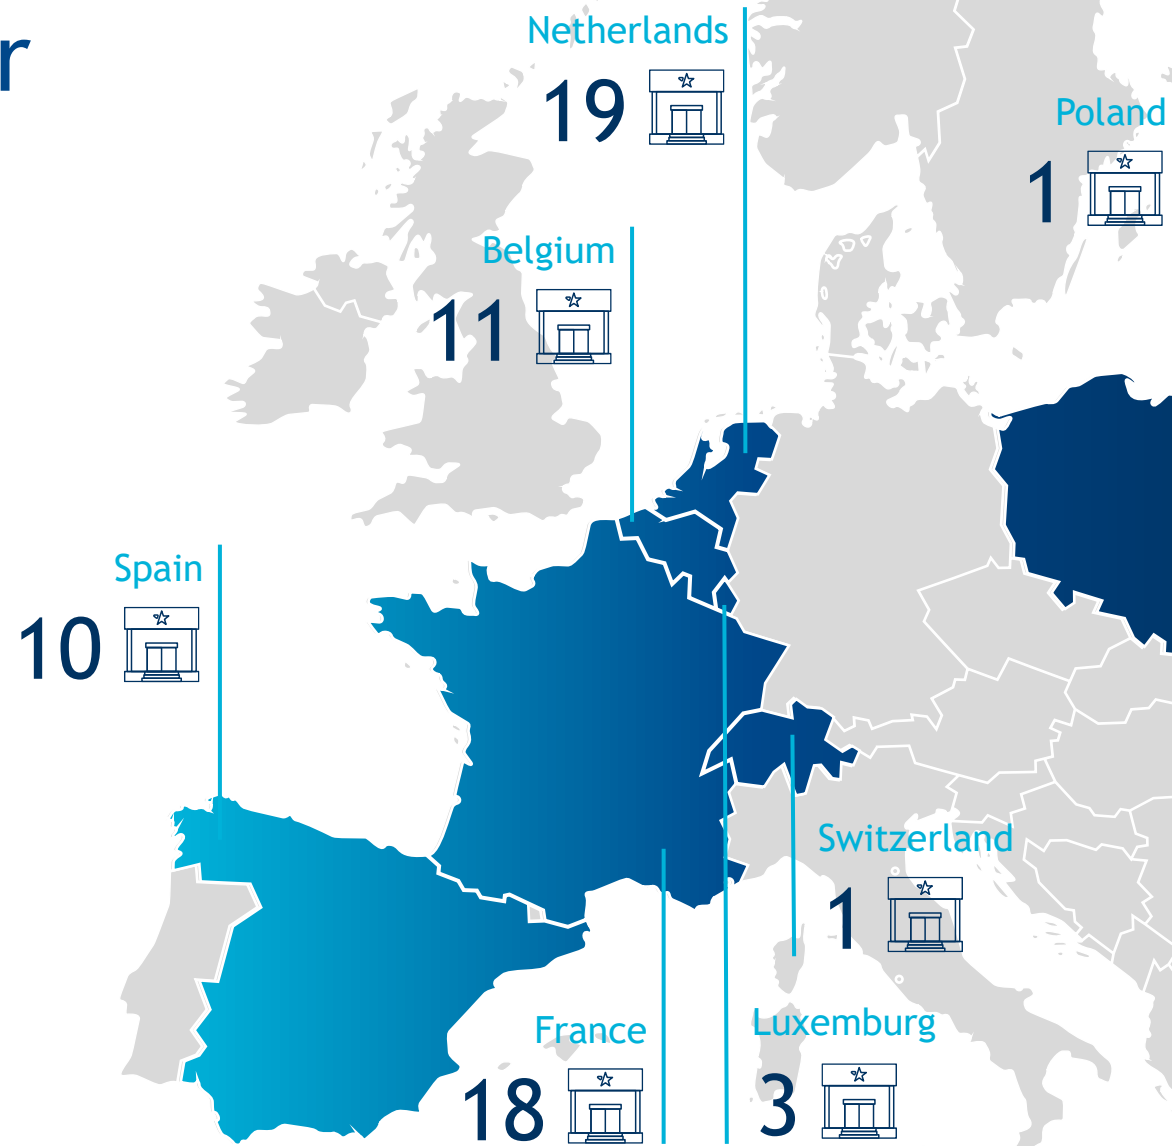 r
Netherlands
19
Poland
1
Belgium
11
Spain
10
Switzerland
1
France
18
Luxemburg
3